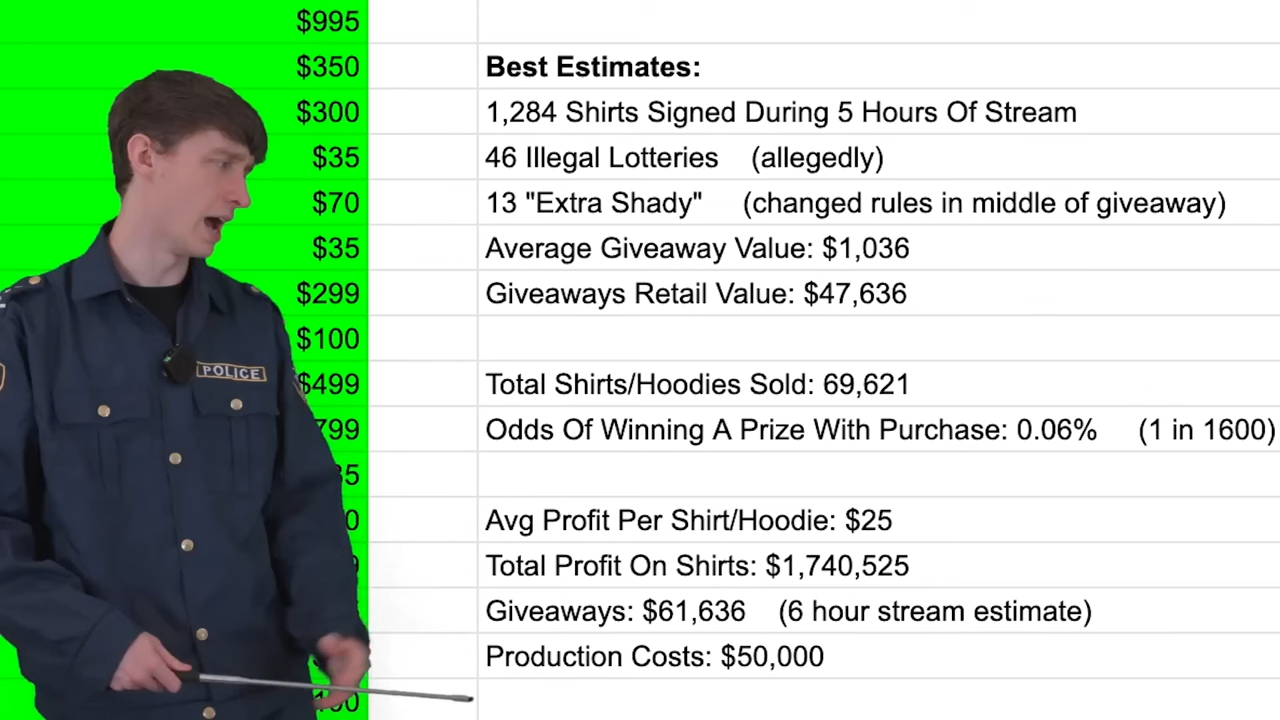 $995
$350
Best Estimates:
$300
1,284 Shirts Signed During 5 Hours Of Stream
$35
46 Illegal Lotteries (allegedly)
$70
13 "Extra Shady" (changed rules in middle of giveaway)
$35
Average Giveaway Value: $1,036
$299
Giveaways Retail Value: $47,636
$100
$499
Total Shirts/Hoodies Sold: 69,621
Odds Of Winning A Prize With Purchase: 0.06% (1 in 1600)
Avg Profit Per Shirt/Hoodie: $25
Total Profit On Shirts: $1,740,525
Giveaways: $61,636 (6 hour stream estimate)
Production Costs: $50,000
POLICE